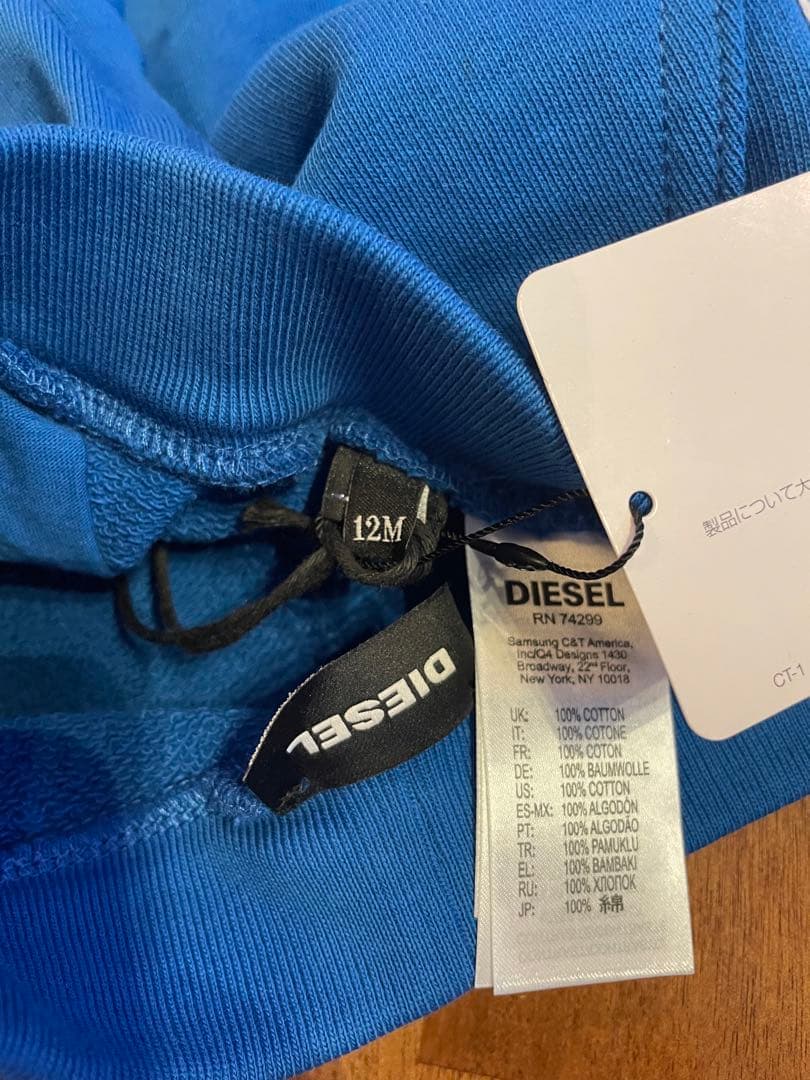 12M
DIESEL
DIESEL
RN 74299
Samsung C&T America,
Inc/Q4 Designs 1430
Broadway, 22nd Floor,
New York, NY 10018
UK: 100% COTTON
IT: 100% COTONE
FR: 100% COTON
DE: 100% BAUMWOLLE
US: 100% COTTON
ES-MX: 100% ALGODÓN
PT: 100% ALGODÃO
TR: 100% PAMUKLU
EL: 100% BAMBAKI
RU: 100% ХЛОПОК
JP: 100% 綿
製品について大
CT-1